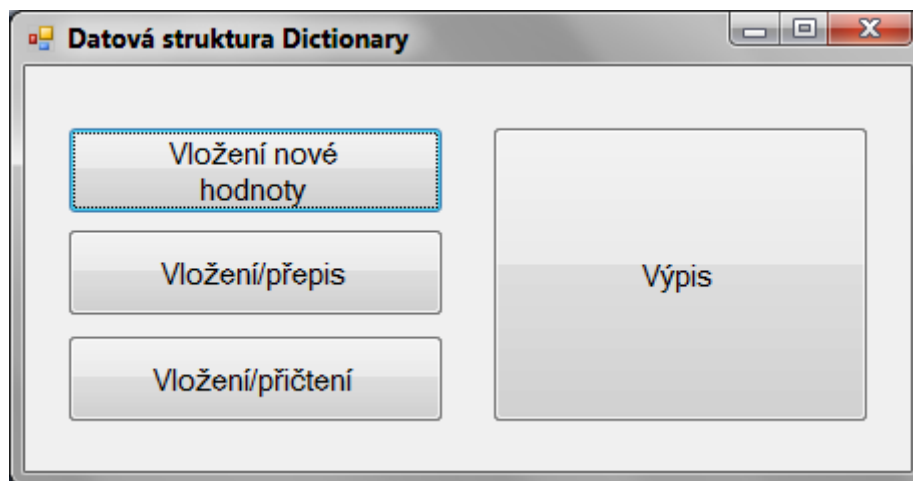 Datová struktura Dictionary
Vložení nové
hodnoty
Vložení/přepis
Vložení/přičtení
Výpis